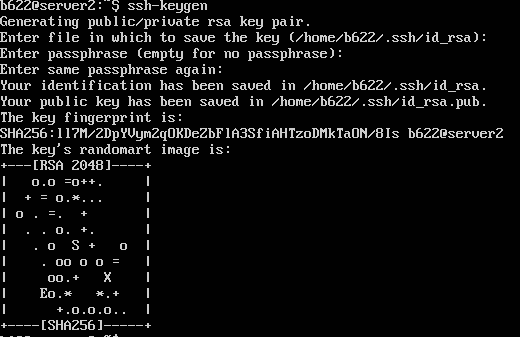 b622@server2:~$ ssh-keygen
Generating public/private rsa key pair.
Enter file in which to save the key (/home/b622/.ssh/id_rsa):
Enter passphrase (empty for no passphrase):
Enter same passphrase again:
Your identification has been saved in /home/b622/.ssh/id_rsa.
Your public key has been saved in /home/b622/.ssh/id_rsa.pub.
The key fingerprint is:
SHA256:1l7M/2DpYVym2qOKDeZbFlA3SfiAHTzoDMkTaON/8Is b622@server2
The key's randomart image is:
+---[RSA 2048]----+
|   o.o =o++.     |
|  + = o.*...     |
| o . =.  +       |
|  . . o. +.      |
|   . o  S +   o  |
|    . oo o o =   |
|     oo.+   X    |
|    Eo.*   *.+   |
|      +.o.o.o..  |
+----[SHA256]-----+